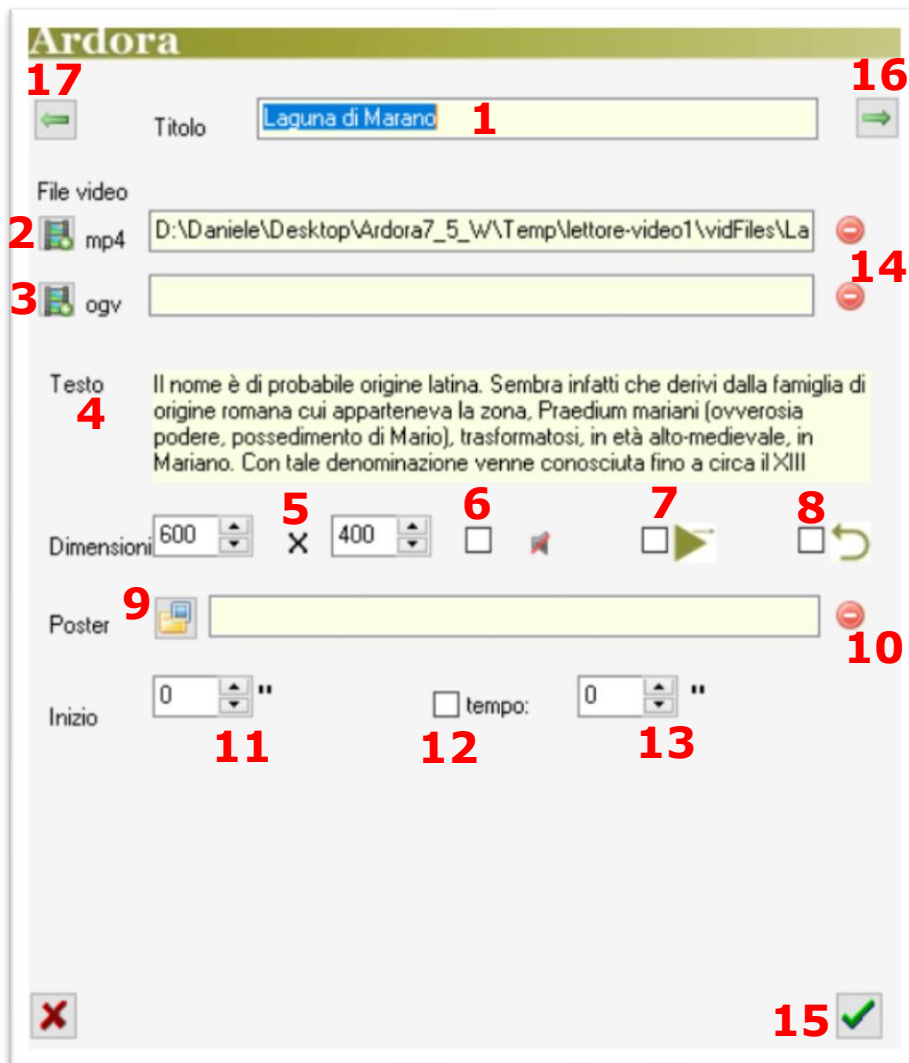 Ardora
17
16
Titolo
Laguna di Marano
1
File video
2
mp4
D:\Daniele\Desktop\Ardora7_5_W\Temp\lettore-video1\vidFiles\La
14
3
ogv
Testo
4
Il nome è di probabile origine latina. Sembra infatti che derivi dalla famiglia di
origine romana cui apparteneva la zona, Praedium mariani (ovverosia
podere, possedimento di Mario), trasformatosi, in età alto-medievale, in
Mariano. Con tale denominazione venne conosciuta fino a circa il XIII
5
6
7
8
Dimensioni
600
X
400
9
Poster
10
Inizio
0
"
tempo:
0
"
11
12
13
15